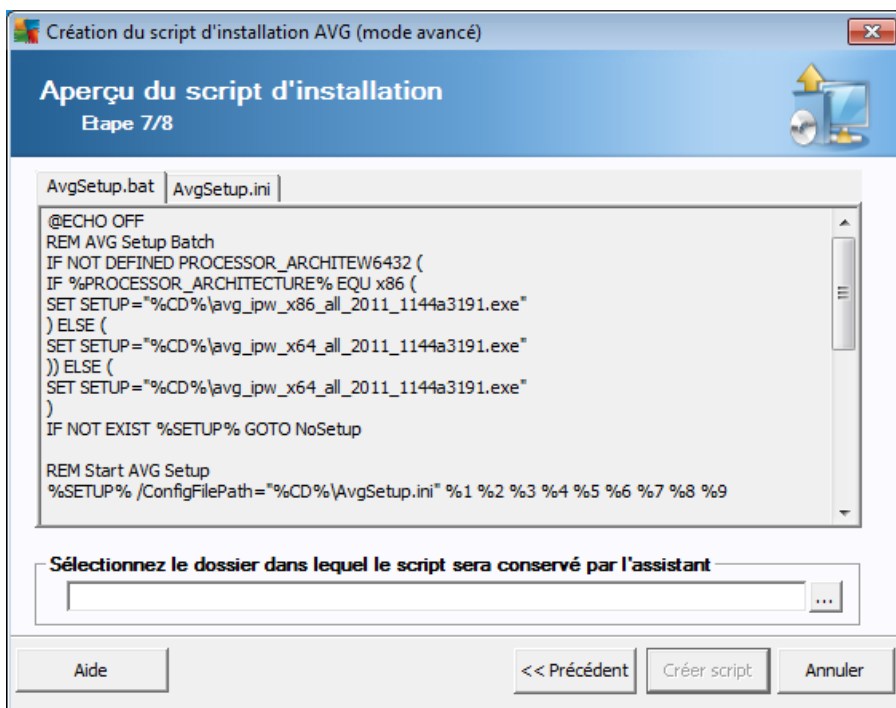 Création du script d'installation AVG (mode avancé)
Aperçu du script d'installation
Etape 7/8
AvgSetup.bat
AvgSetup.ini
@ECHO OFF
REM AVG Setup Batch
IF NOT DEFINED PROCESSOR_ARCHITEW6432 (
IF %PROCESSOR_ARCHITECTURE% EQU x86 (
SET SETUP="%CD%\avg_ipw_x86_all_2011_1144a3191.exe"
) ELSE (
SET SETUP="%CD%\avg_ipw_x64_all_2011_1144a3191.exe"
)) ELSE (
SET SETUP="%CD%\avg_ipw_x64_all_2011_1144a3191.exe"
)
IF NOT EXIST %SETUP% GOTO NoSetup
REM Start AVG Setup
%SETUP% /ConfigFilePath="%CD%\AvgSetup.ini" %1 %2 %3 %4 %5 %6 %7 %8 %9
Sélectionnez le dossier dans lequel le script sera conservé par l'assistant
...
Aide
<< Précédent
Créer script
Annuler